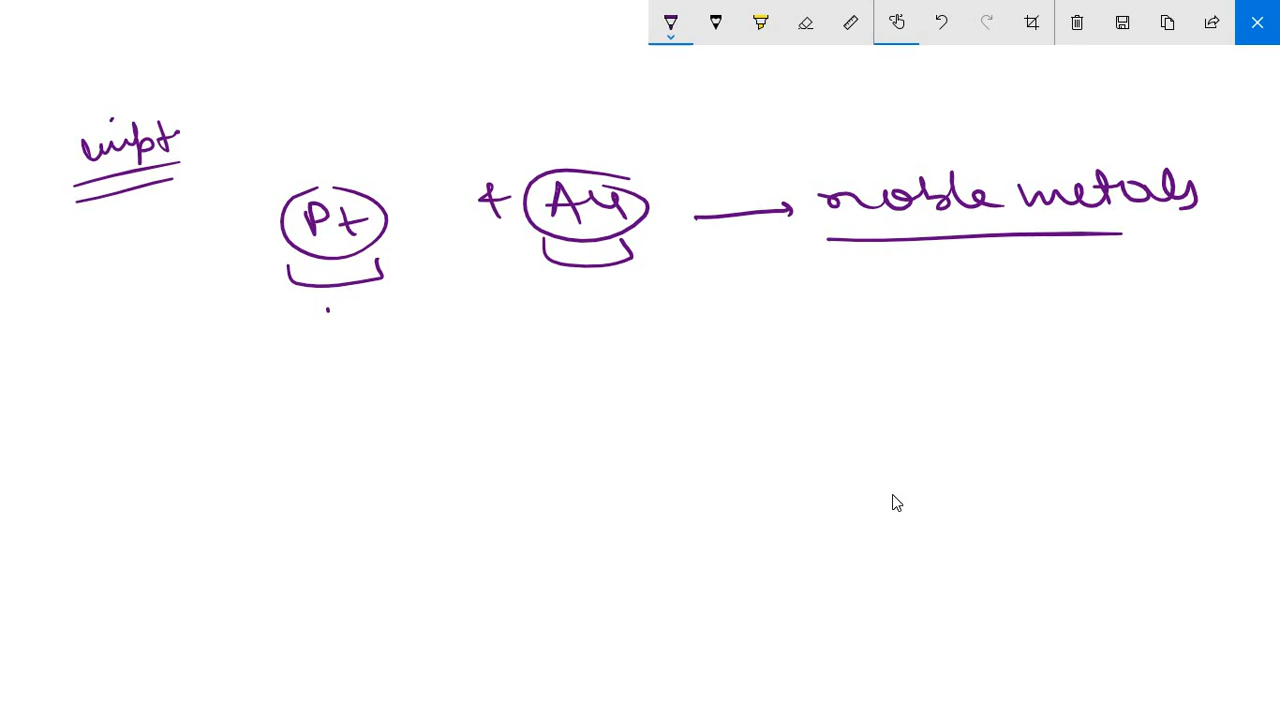 impt
Pt + Au → noble metals